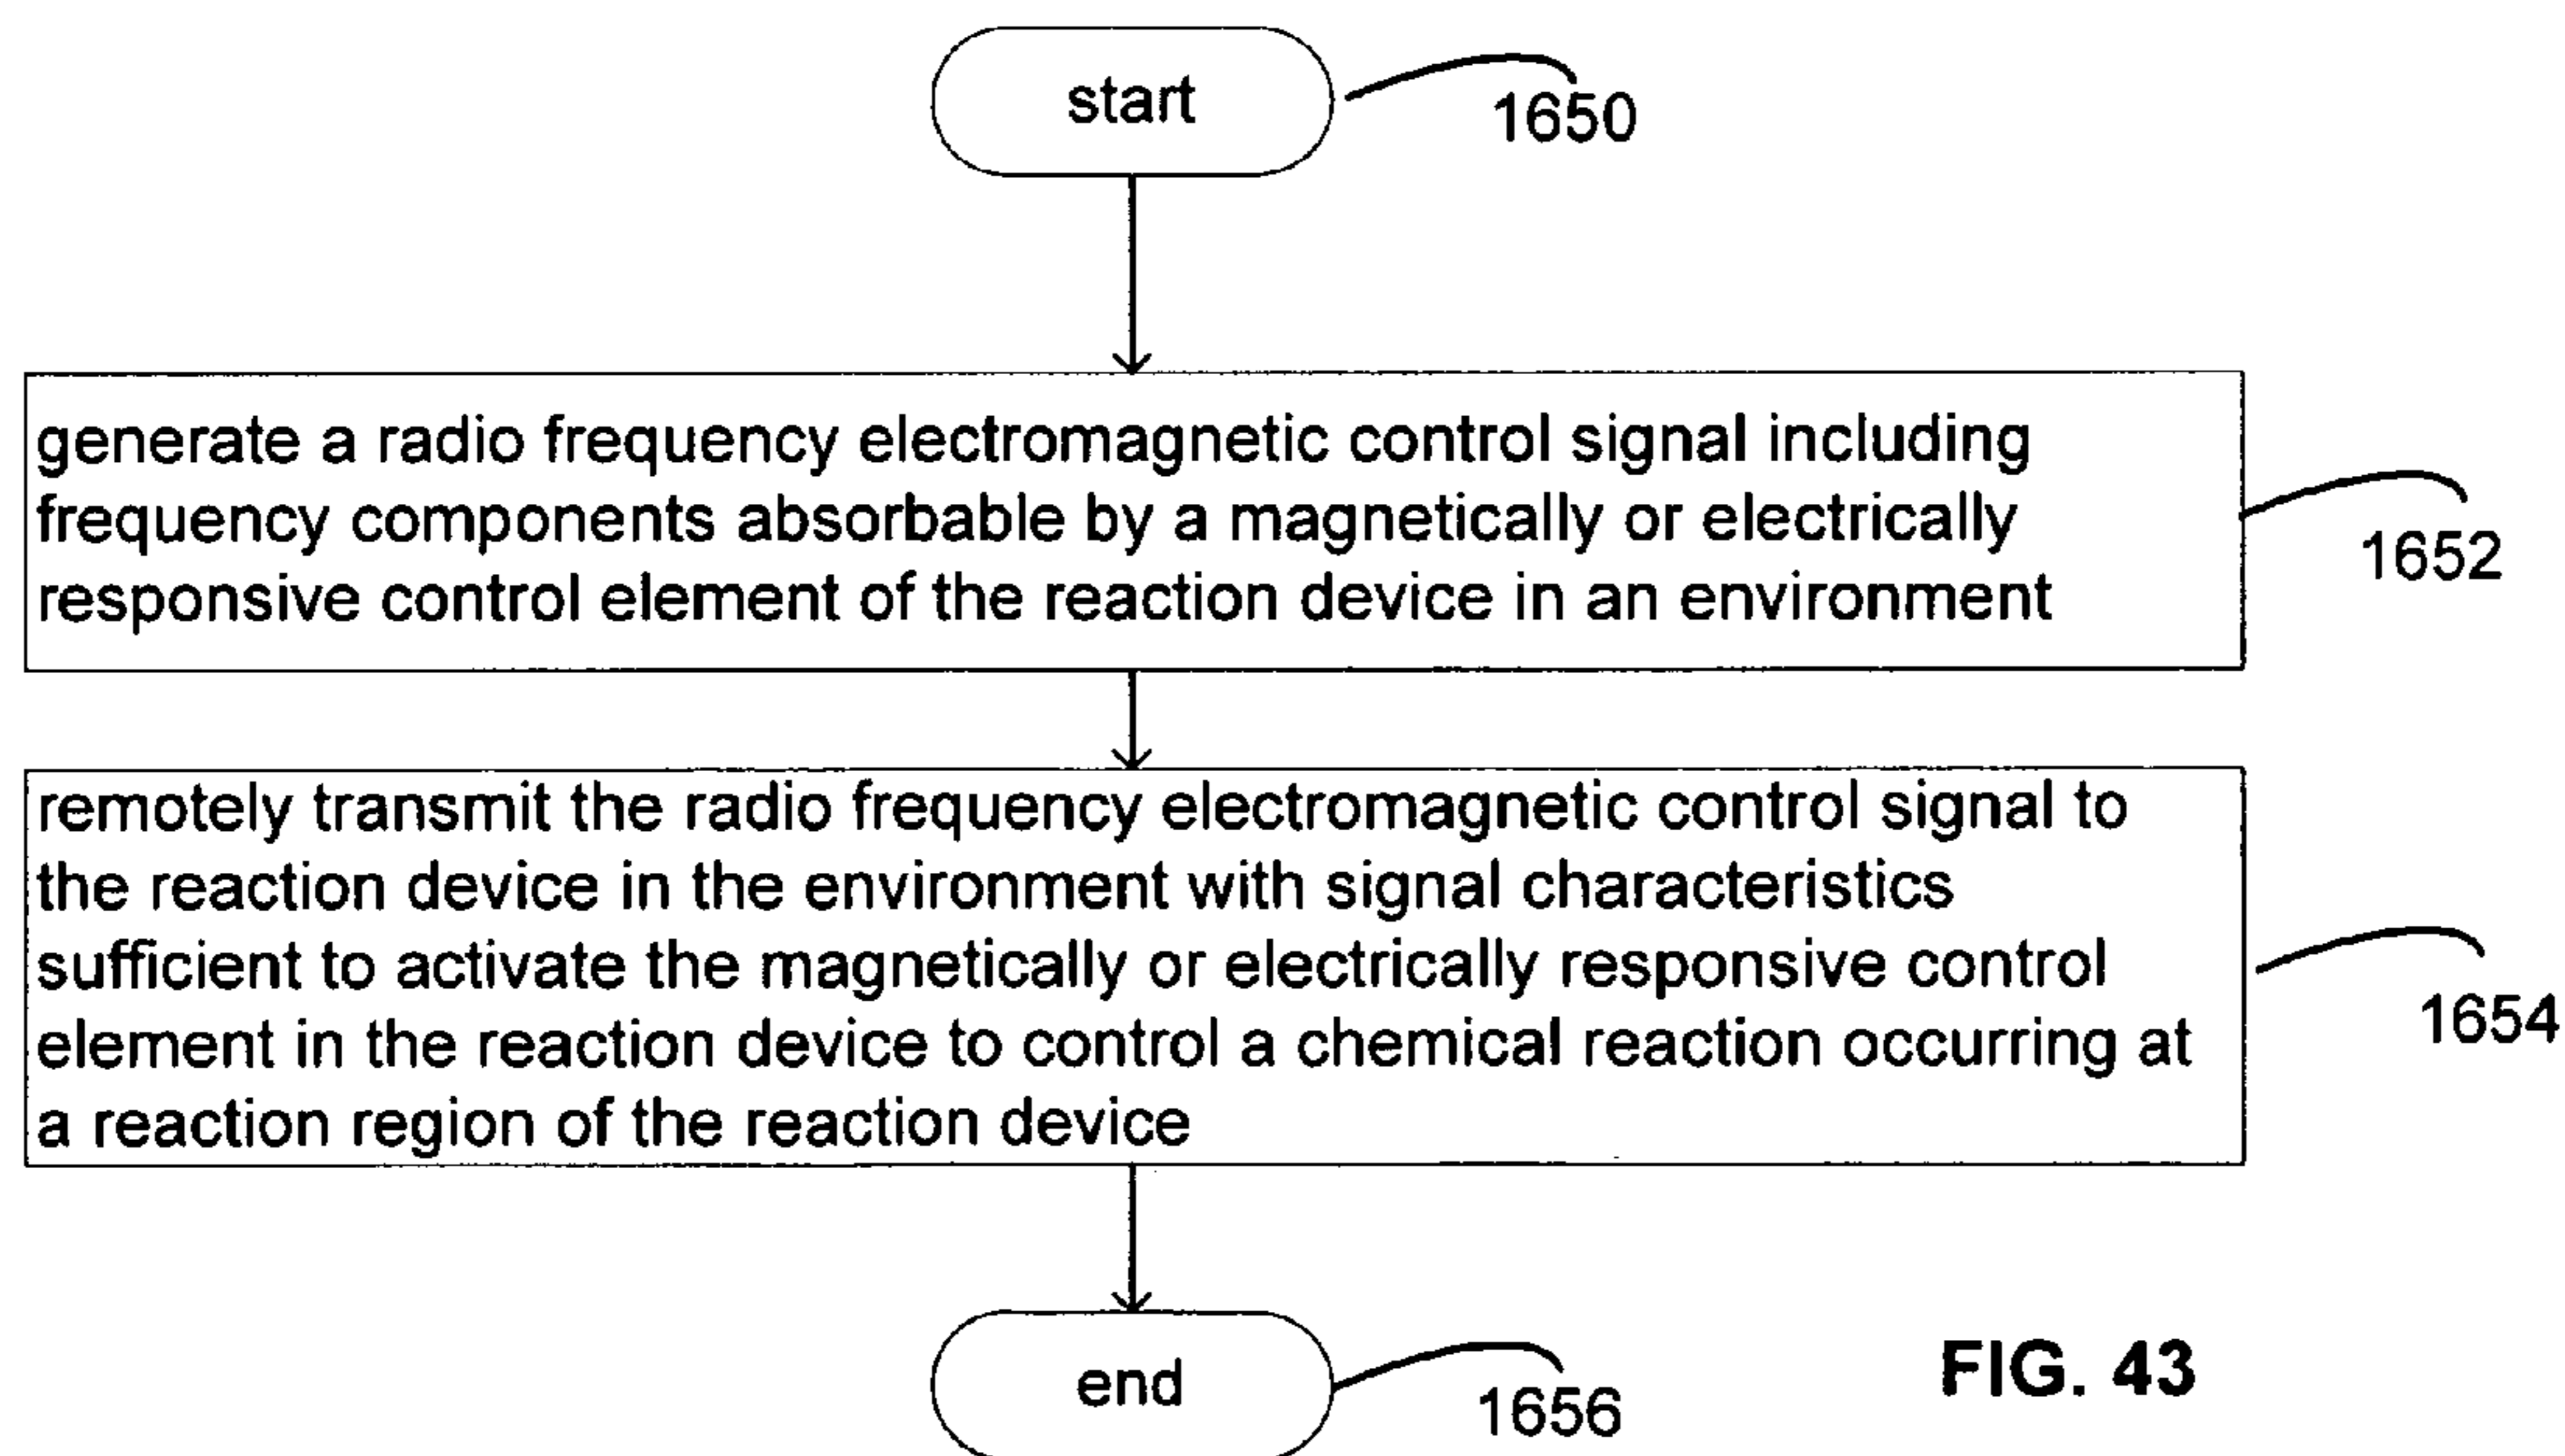 start
1650
generate a radio frequency electromagnetic control signal including
frequency components absorbable by a magnetically or electrically
responsive control element of the reaction device in an environment
1652
remotely transmit the radio frequency electromagnetic control signal to
the reaction device in the environment with signal characteristics
sufficient to activate the magnetically or electrically responsive control
element in the reaction device to control a chemical reaction occurring at
a reaction region of the reaction device
1654
end
1656
FIG. 43